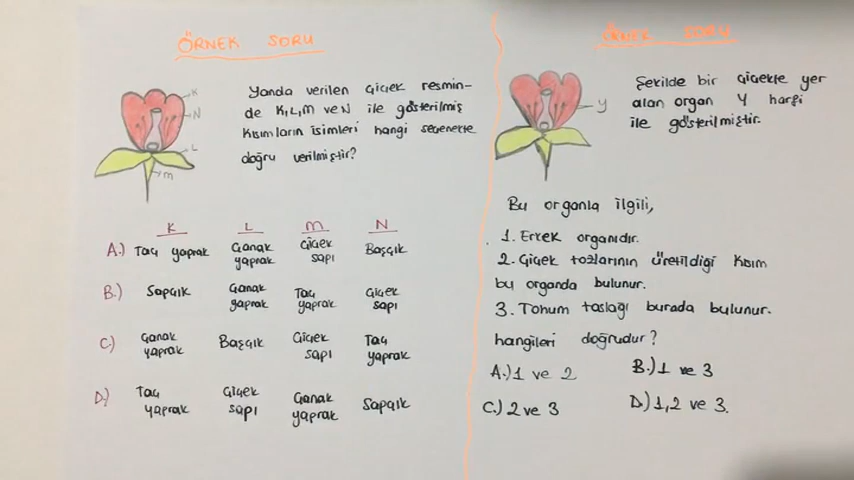 ÖRNEK SORU
K
N
L
M
Yanda verilen çiçek resmin-
de K,L,M ve N ile gösterilmiş
kısımların isimleri hangi seçenekte
doğru verilmiştir?
K L M N
A.) Taç yaprak Çanak yaprak Çiçek sapı Başçık
B.) Sapçık Çanak yaprak Taç yaprak Çiçek sapı
C.) Çanak yaprak Başçık Çiçek sapı Taç yaprak
D.) Taç yaprak Çiçek sapı Çanak yaprak Sapçık
ÖRNEK SORU
Y
Şekilde bir çiçekte yer
alan organ Y harfi
ile gösterilmiştir.
Bu organla ilgili,
1. Erkek organıdır.
2. Çiçek tozlarının üretildiği kısım
bu organda bulunur.
3. Tohum taslağı burada bulunur.
hangileri doğrudur?
A.) 1 ve 2 B.) 1 ve 3
C.) 2 ve 3 D.) 1,2 ve 3.